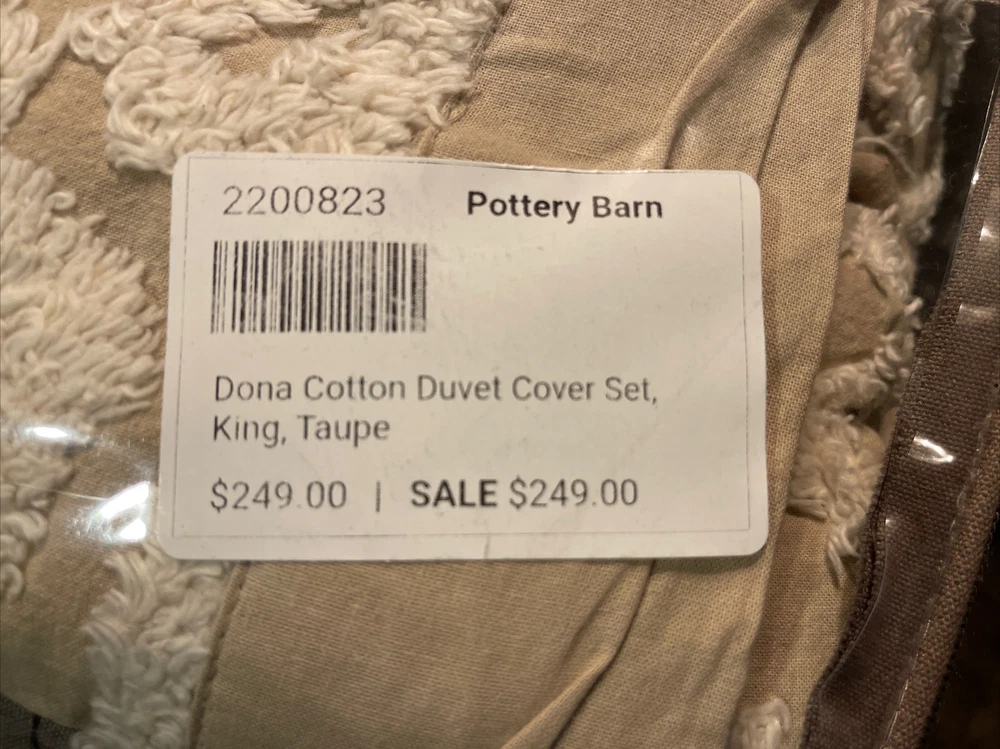 2200823 Pottery Barn
Dona Cotton Duvet Cover Set,
King, Taupe
$249.00 | SALE $249.00